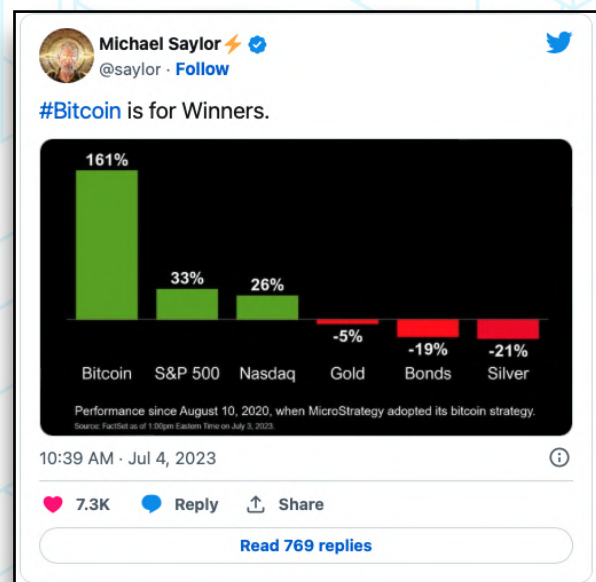 Michael Saylor⚡
@saylor · Follow
#Bitcoin is for Winners.
161%
33%
26%
-5%
-19%
-21%
Bitcoin S&P 500 Nasdaq Gold Bonds Silver
Performance since August 10, 2020, when MicroStrategy adopted its bitcoin strategy.
Source: FactSet as of 1:00pm Eastern Time on July 3, 2023.
10:39 AM · Jul 4, 2023
7.3K Reply Share
Read 769 replies